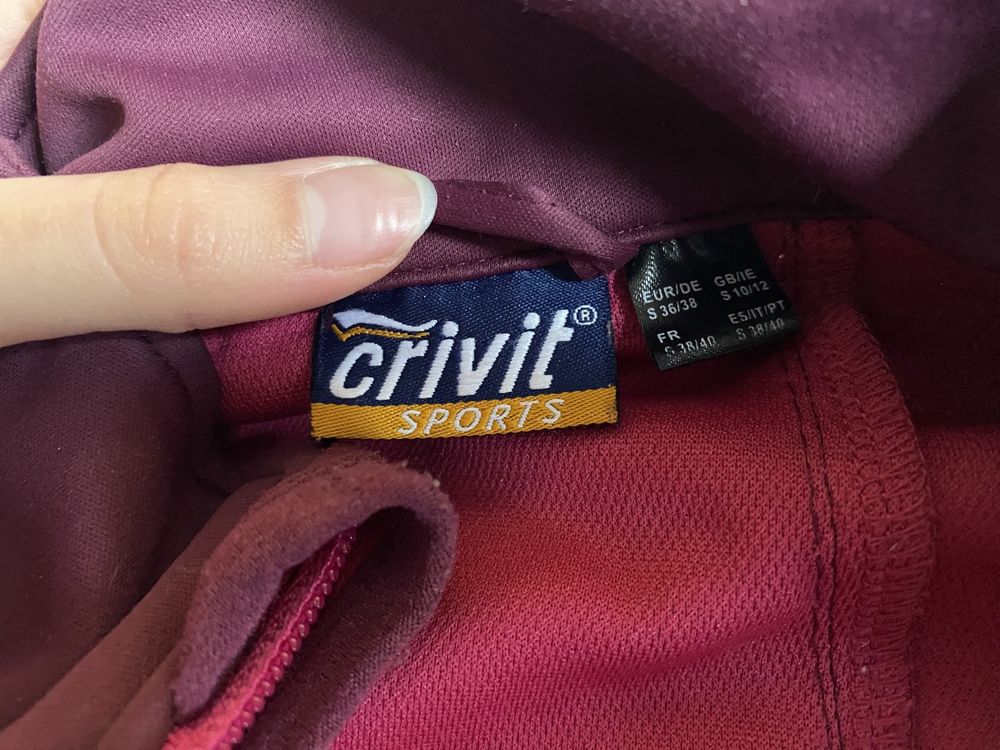 crivit®
SPORTS
EUR/DE GB/IE
S 36/38 S 10/12
FR ES/IT/PT
S 38/40 S 38/40